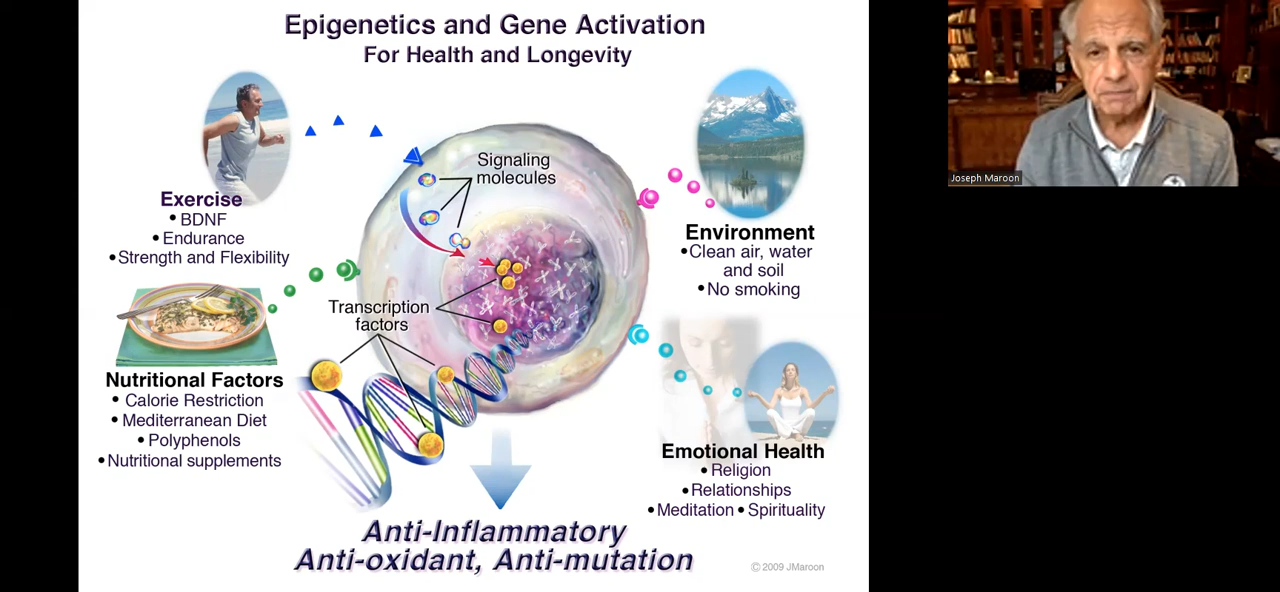 Epigenetics and Gene Activation
For Health and Longevity
Signaling
molecules
Exercise
• BDNF
• Endurance
• Strength and Flexibility
Environment
• Clean air, water
and soil
• No smoking
Transcription
factors
Nutritional Factors
• Calorie Restriction
• Mediterranean Diet
• Polyphenols
• Nutritional supplements
Emotional Health
• Religion
• Relationships
• Meditation • Spirituality
Anti-Inflammatory
Anti-oxidant, Anti-mutation
© 2009 JMaroon
Joseph Maroon